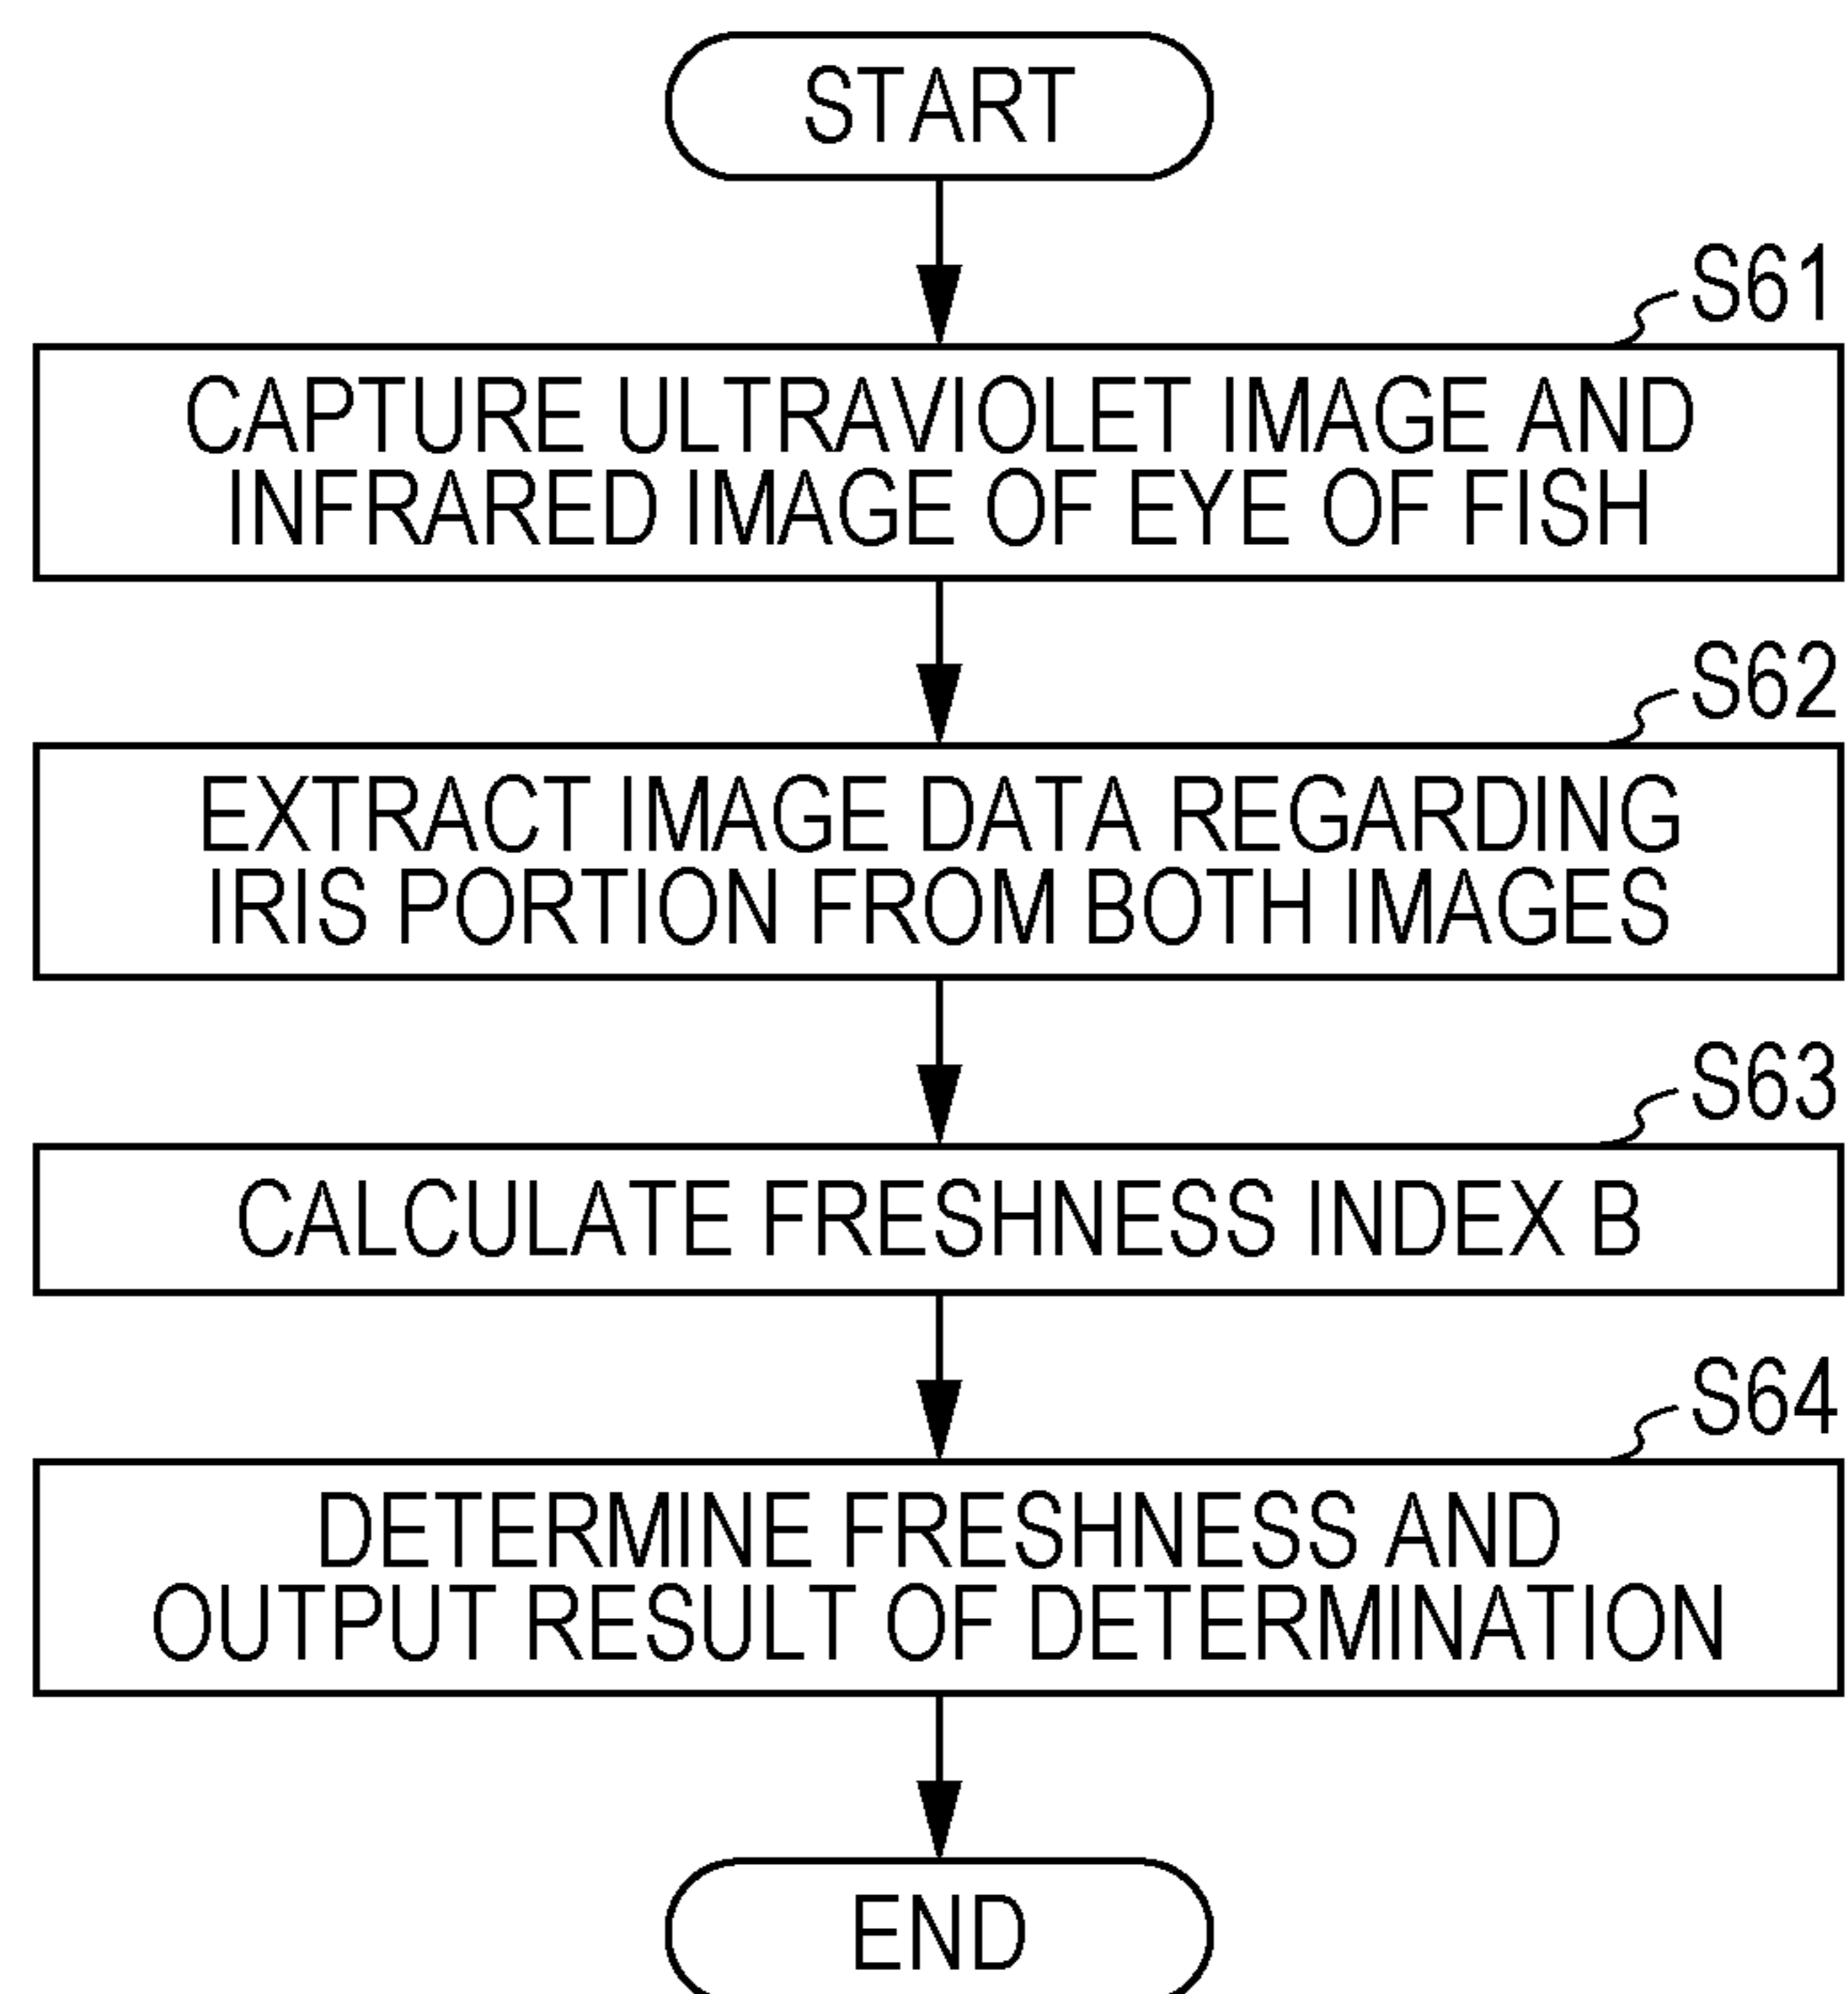 START
S61
CAPTURE ULTRAVIOLET IMAGE AND
INFRARED IMAGE OF EYE OF FISH
S62
EXTRACT IMAGE DATA REGARDING
IRIS PORTION FROM BOTH IMAGES
S63
CALCULATE FRESHNESS INDEX B
S64
DETERMINE FRESHNESS AND
OUTPUT RESULT OF DETERMINATION
END